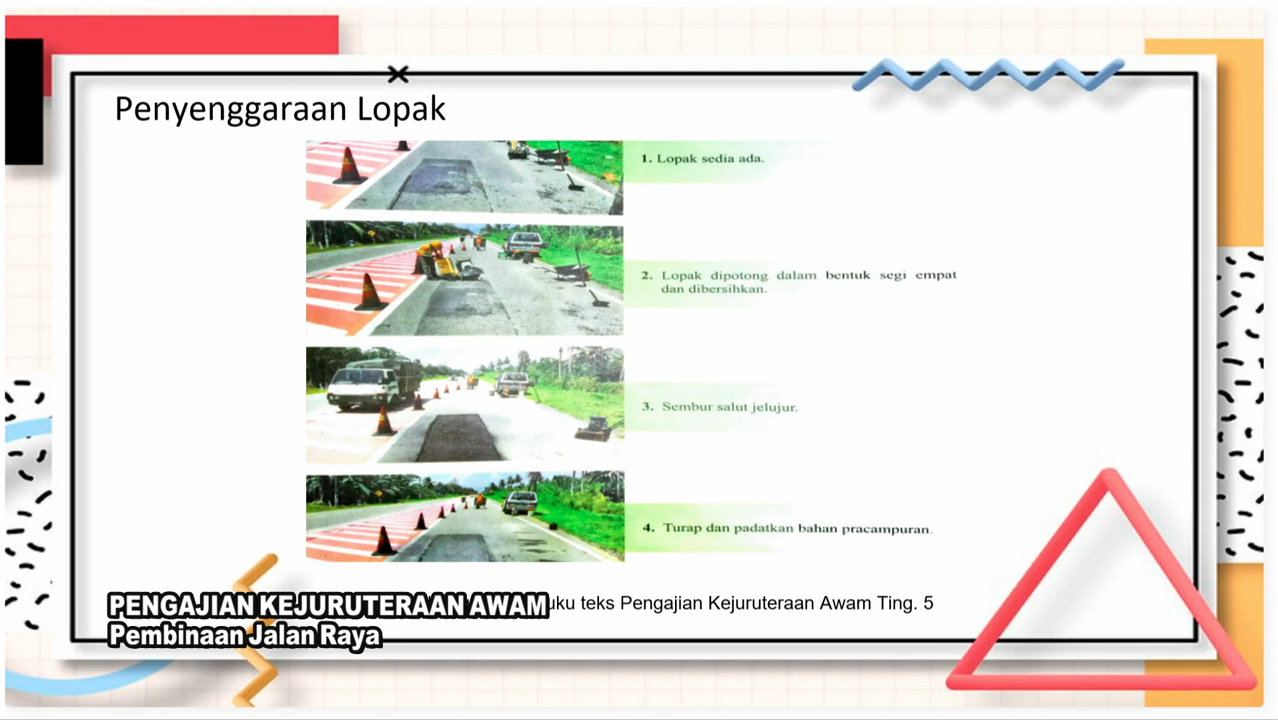 Penyenggaraan Lopak
1. Lopak sedia ada.
2. Lopak dipotong dalam bentuk segi empat
dan dibersihkan.
3. Sembur salut jelujur.
4. Turap dan padatkan bahan pracampuran.
teks Pengajian Kejuruteraan Awam Ting. 5
PENGAJIAN KEJURUTERAAN AWAM
Pembinaan Jalan Raya